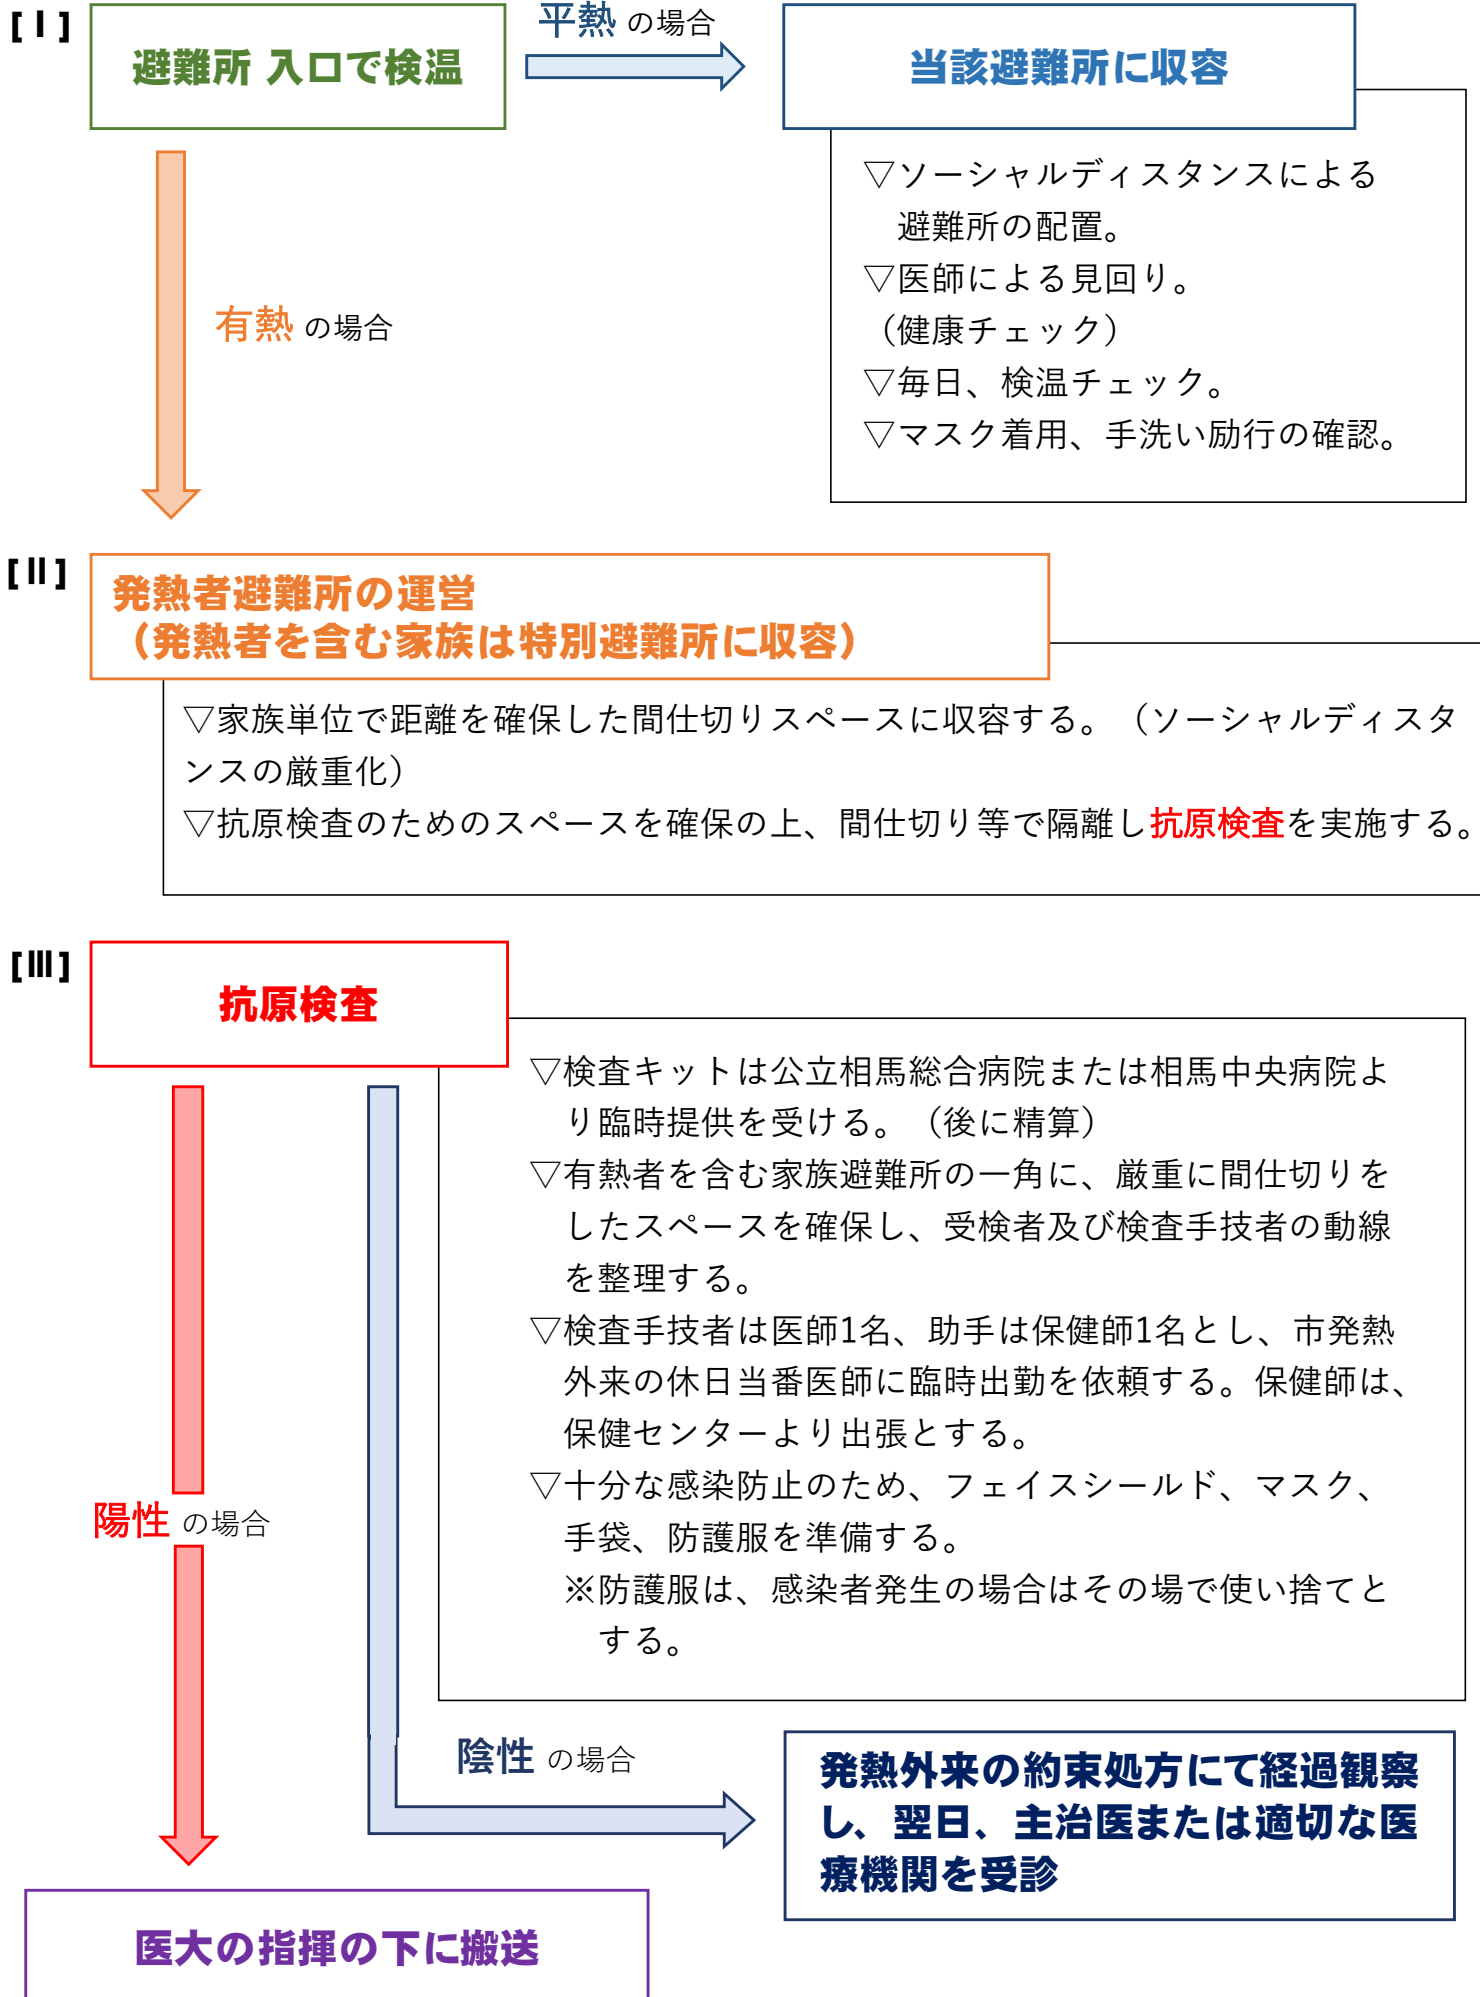 [Ⅰ]
避難所 入口で検温
平熱 の場合
当該避難所に収容
▽ソーシャルディスタンスによる
避難所の配置。
▽医師による見回り。
（健康チェック）
▽毎日、検温チェック。
▽マスク着用、手洗い励行の確認。
有熱 の場合
[Ⅱ]
発熱者避難所の運営
（発熱者を含む家族は特別避難所に収容）
▽家族単位で距離を確保した間仕切りスペースに収容する。（ソーシャルディスタ
ンスの厳重化）
▽抗原検査のためのスペースを確保の上、間仕切り等で隔離し抗原検査を実施する。
[Ⅲ]
抗原検査
▽検査キットは公立相馬総合病院または相馬中央病院よ
り臨時提供を受ける。（後に精算）
▽有熱者を含む家族避難所の一角に、厳重に間仕切りを
したスペースを確保し、受検者及び検査手技者の動線
を整理する。
▽検査手技者は医師1名、助手は保健師1名とし、市発熱
外来の休日当番医師に臨時出勤を依頼する。保健師は、
保健センターより出張とする。
▽十分な感染防止のため、フェイスシールド、マスク、
手袋、防護服を準備する。
※防護服は、感染者発生の場合はその場で使い捨てと
する。
陽性 の場合
陰性 の場合
発熱外来の約束処方にて経過観察
し、翌日、主治医または適切な医
療機関を受診
医大の指揮の下に搬送